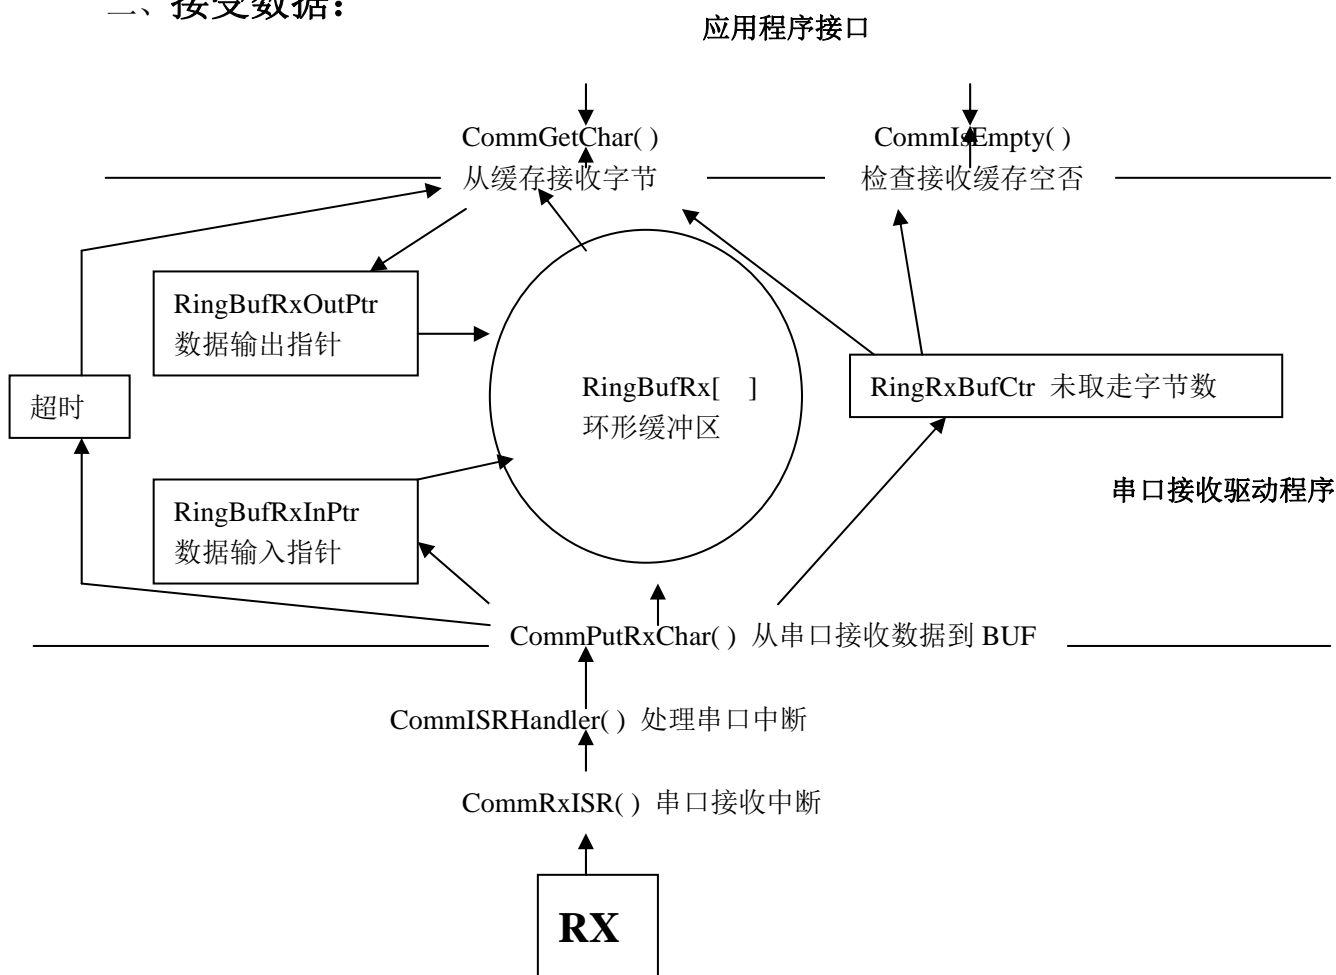 二、接受数据：
应用程序接口
CommGetChar( )
从缓存接收字节
CommIsEmpty( )
检查接收缓存空否
RingBufRxOutPtr
数据输出指针
超时
RingBufRx[ ]
环形缓冲区
RingRxBufCtr 未取走字节数
RingBufRxInPtr
数据输入指针
串口接收驱动程序
CommPutRxChar( ) 从串口接收数据到 BUF
CommISRHandler( ) 处理串口中断
CommRxISR( ) 串口接收中断
RX